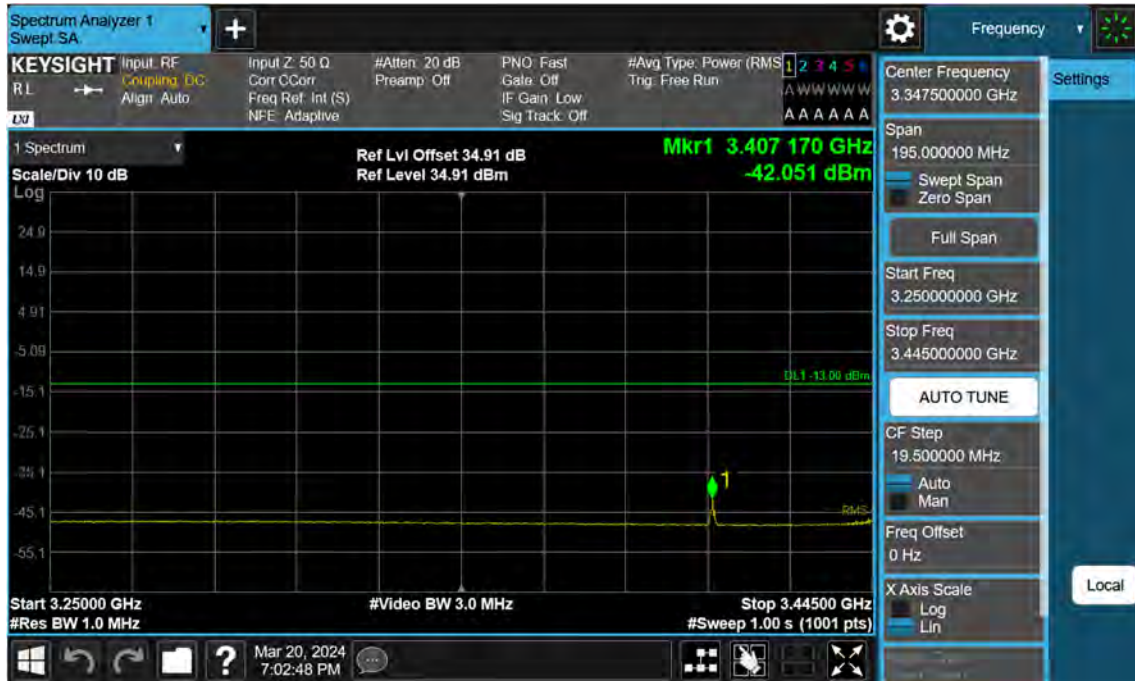 Spectrum Analyzer 1
Swept SA
+
Frequency
KEYSIGHT
RL
LXI
Input: RF
Coupling: DC
Align: Auto
Input Z: 50 Ω
Corr CCorr
Freq Ref: Int (S)
NFE: Adaptive
#Atten: 20 dB
Preamp: Off
PNO: Fast
Gate: Off
IF Gain: Low
Sig Track: Off
#Avg Type: Power (RMS
Trig: Free Run
1 2 3 4 5 6
A W W W W W
A A A A A A
1 Spectrum
Scale/Div 10 dB
Ref Lvl Offset 34.91 dB
Ref Level 34.91 dBm
Mkr1 3.407 170 GHz
-42.051 dBm
Log
24.9
14.9
4.91
-5.09
DL1 -13.00 dBm
-15.1
-25.1
-35.1
1
-45.1
RMS
-55.1
Start 3.25000 GHz
#Video BW 3.0 MHz
Stop 3.44500 GHz
#Res BW 1.0 MHz
#Sweep 1.00 s (1001 pts)
?
Mar 20, 2024
7:02:48 PM
Center Frequency
3.347500000 GHz
Settings
Span
195.000000 MHz
Swept Span
Zero Span
Full Span
Start Freq
3.250000000 GHz
Stop Freq
3.445000000 GHz
AUTO TUNE
CF Step
19.500000 MHz
Auto
Man
Freq Offset
0 Hz
X Axis Scale
Log
Lin
Local